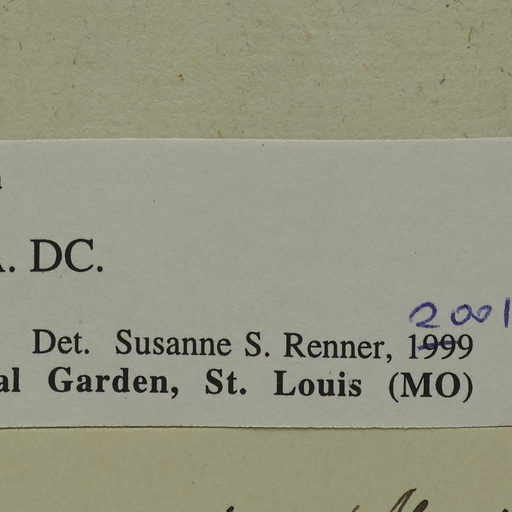 A. DC.
2001
Det. Susanne S. Renner, 1999
al Garden, St. Louis (MO)